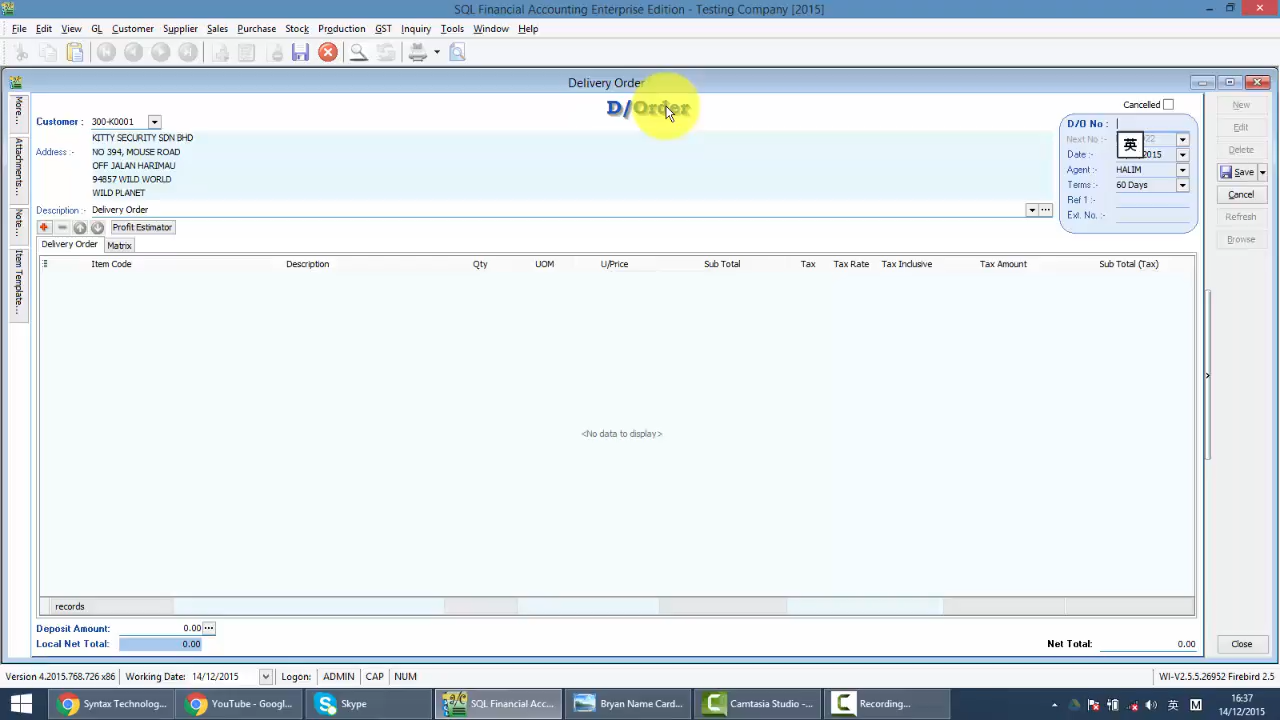 SQL Financial Accounting Enterprise Edition - Testing Company [2015]
File Edit View GL Customer Supplier Sales Purchase Stock Production GST Inquiry Tools Window Help
Delivery Order
D/Order
Cancelled
More...
Attachments...
Note...
Item Template...
Customer : 300-K0001
KITTY SECURITY SDN BHD
Address :- NO 394, MOUSE ROAD
OFF JALAN HARIMAU
94857 WILD WORLD
WILD PLANET
Description :- Delivery Order
D/O No :
Next No :- 22
英
Date :- 2015
Agent :- HALIM
Terms :- 60 Days
Ref 1 :-
Ext. No. :-
New
Edit
Delete
Save
Cancel
Refresh
Browse
Profit Estimator
Delivery Order Matrix
Item Code Description Qty UOM U/Price Sub Total Tax Tax Rate Tax Inclusive Tax Amount Sub Total (Tax)
<No data to display>
records
Deposit Amount: 0.00
Local Net Total: 0.00
Net Total: 0.00
Close
Version 4.2015.768.726 x86 Working Date: 14/12/2015 Logon: ADMIN CAP NUM WI-V2.5.5.26952 Firebird 2.5
Syntax Technolog... YouTube - Googl... Skype SQL Financial Acc... Bryan Name Card... Camtasia Studio -... Recording... 英 M 16:37
14/12/2015